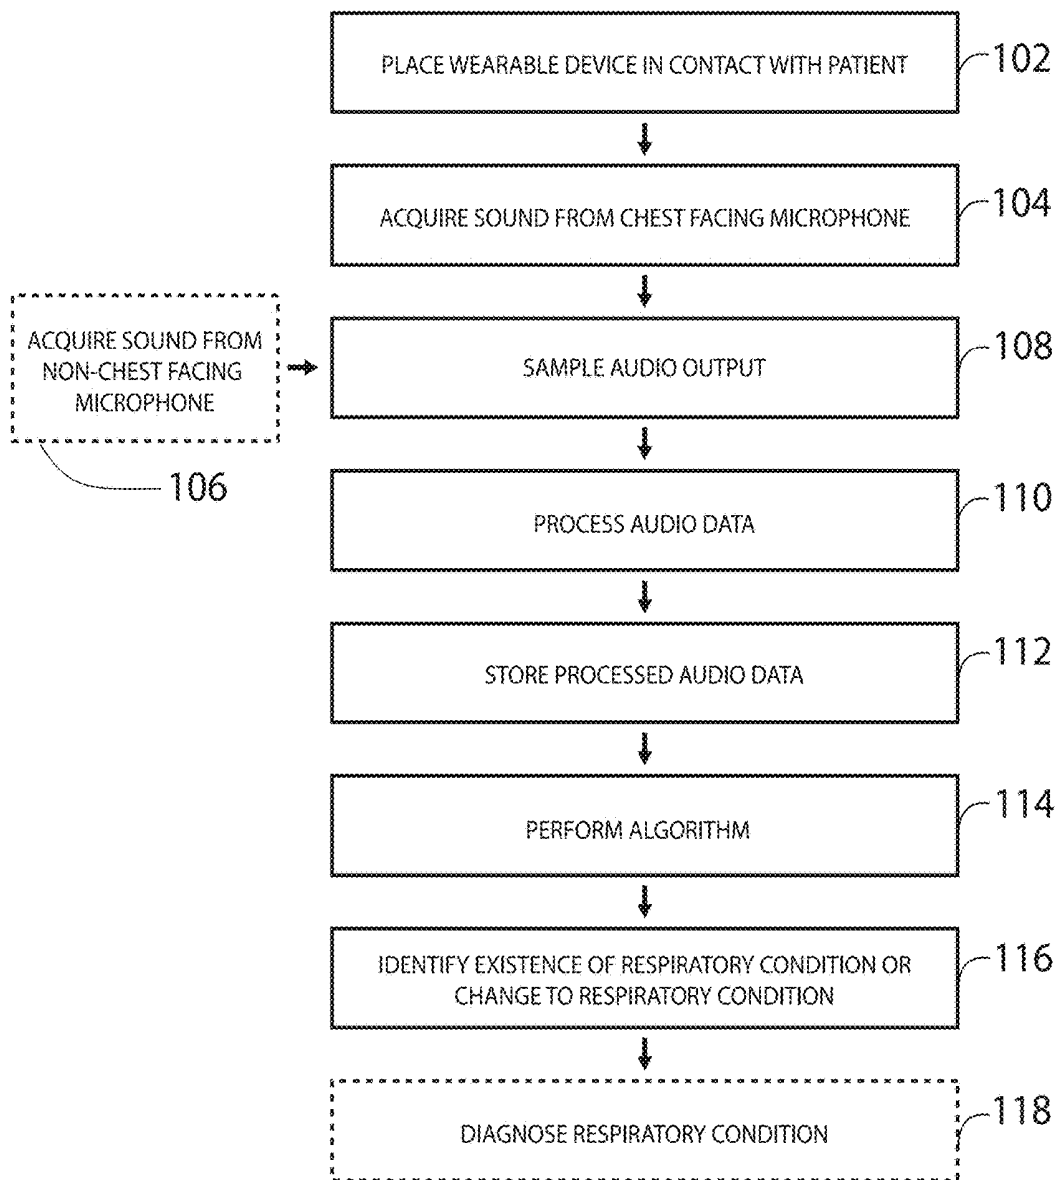 PLACE WEARABLE DEVICE IN CONTACT WITH PATIENT
102
ACQUIRE SOUND FROM CHEST FACING MICROPHONE
104
ACQUIRE SOUND FROM
NON-CHEST FACING
MICROPHONE
106
SAMPLE AUDIO OUTPUT
108
PROCESS AUDIO DATA
110
STORE PROCESSED AUDIO DATA
112
PERFORM ALGORITHM
114
IDENTIFY EXISTENCE OF RESPIRATORY CONDITION OR
CHANGE TO RESPIRATORY CONDITION
116
DIAGNOSE RESPIRATORY CONDITION
118